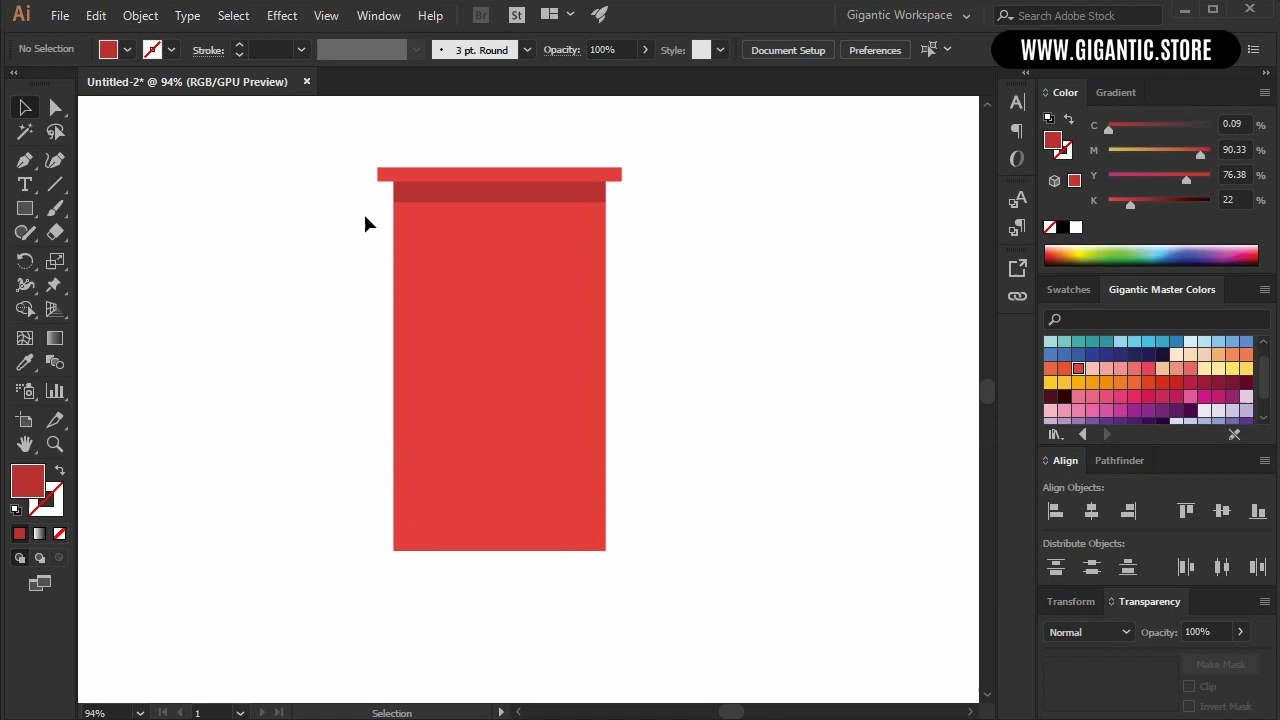 Ai File Edit Object Type Select Effect View Window Help Br St Gigantic Workspace Search Adobe Stock
No Selection Stroke: 3 pt. Round Opacity: 100% Style: Document Setup Preferences WWW.GIGANTIC.STORE
Untitled-2* @ 94% (RGB/GPU Preview) ×
Color Gradient
C 0.09 %
M 90.33 %
Y 76.38 %
K 22 %
Swatches Gigantic Master Colors
Align Pathfinder
Align Objects:
Distribute Objects:
Transform Transparency
Normal Opacity: 100%
Make Mask
Clip
Invert Mask
94% 1 Selection